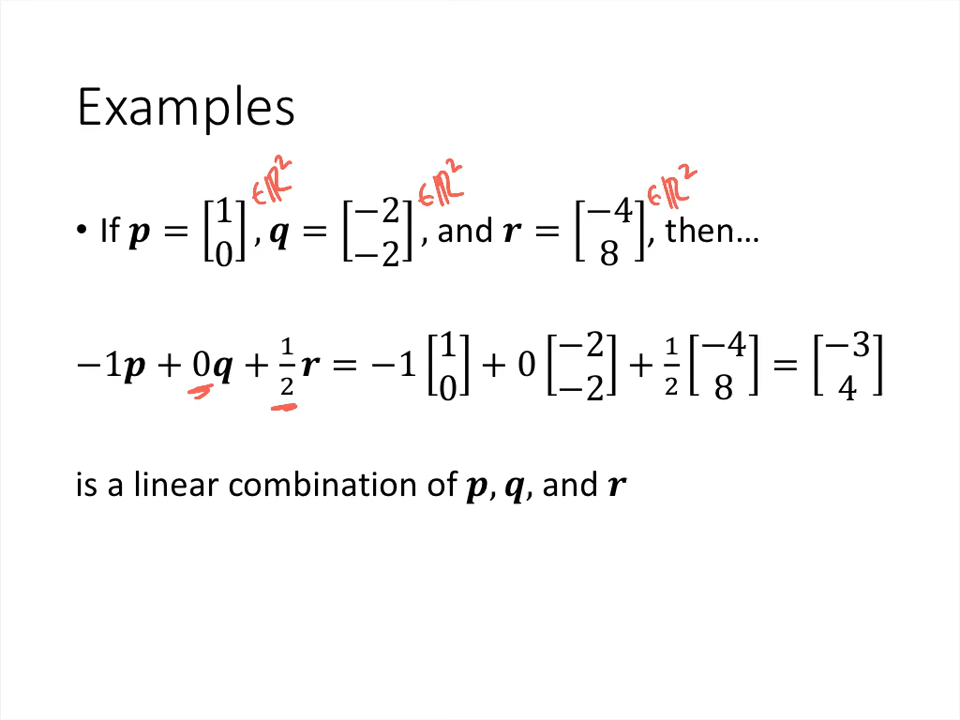 Examples
• If 𝒑 = [1 0] ∈ℝ², 𝒒 = [−2 −2] ∈ℝ², and 𝒓 = [−4 8] ∈ℝ², then…
−1𝒑 + 0𝒒 + 1/2 𝒓 = −1 [1 0] + 0 [−2 −2] + 1/2 [−4 8] = [−3 4]
is a linear combination of 𝒑, 𝒒, and 𝒓